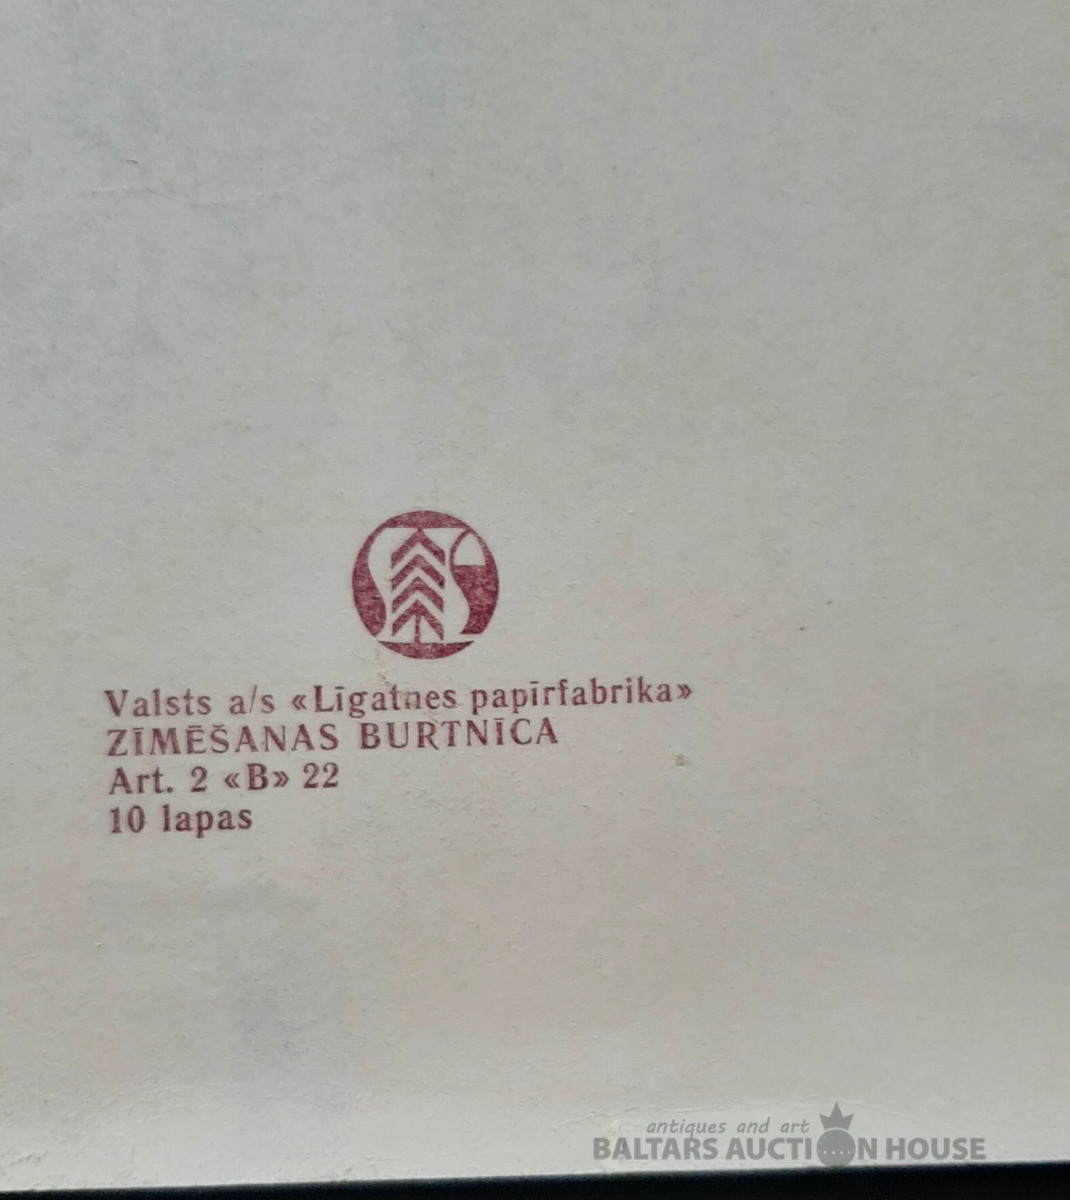 Valsts a/s «Līgatnes papīrfabrika»
ZĪMĒŠANAS BURTNĪCA
Art. 2 «B» 22
10 lapas
antiques and art
BALTARS AUCTION HOUSE